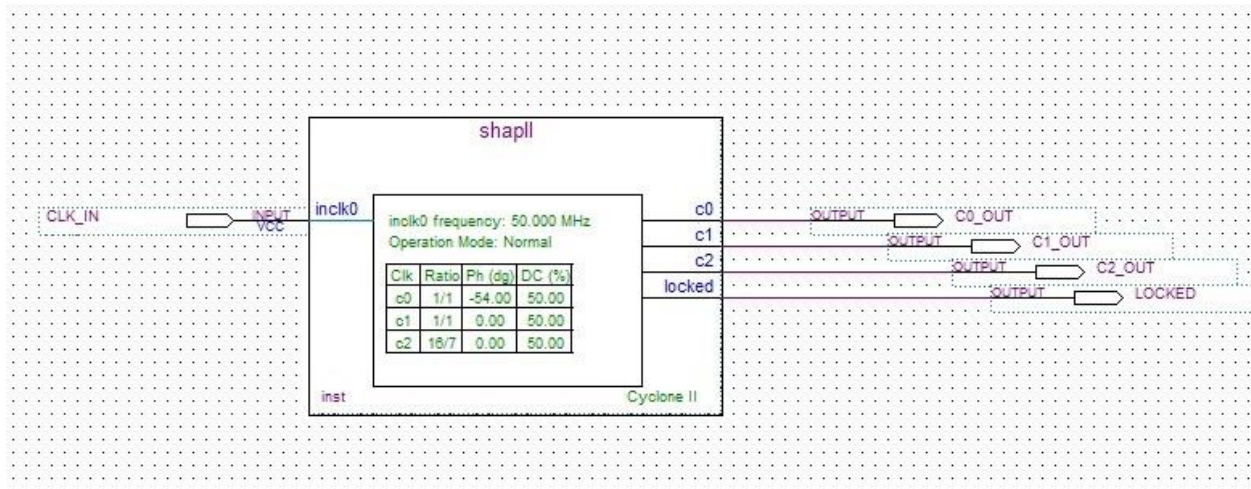 shapll
CLK_IN
INPUT
VCC
inclk0
inclk0 frequency: 50.000 MHz
Operation Mode: Normal
Clk Ratio Ph (dg) DC (%)
c0 1/1 -54.00 50.00
c1 1/1 0.00 50.00
c2 16/7 0.00 50.00
c0
OUTPUT C0_OUT
c1
OUTPUT C1_OUT
c2
OUTPUT C2_OUT
locked
OUTPUT LOCKED
inst
Cyclone II